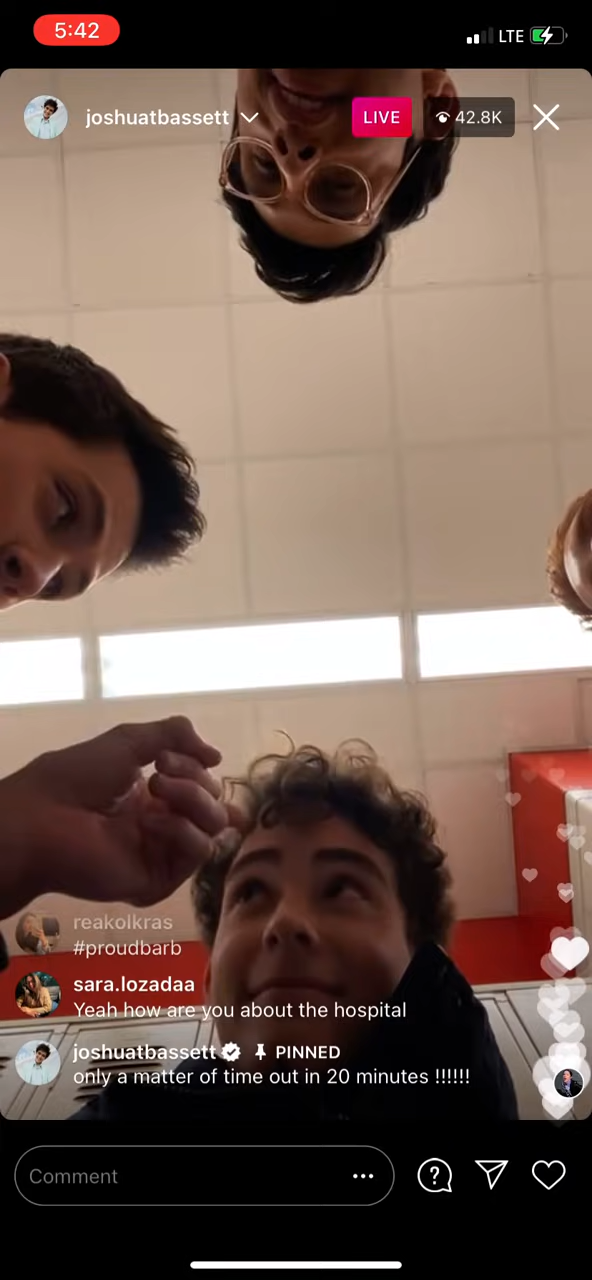 5:42
LTE
joshuatbassett
LIVE
42.8K
reakolkras
#proudbarb
sara.lozadaa
Yeah how are you about the hospital
joshuatbassett PINNED
only a matter of time out in 20 minutes !!!!!!
Comment